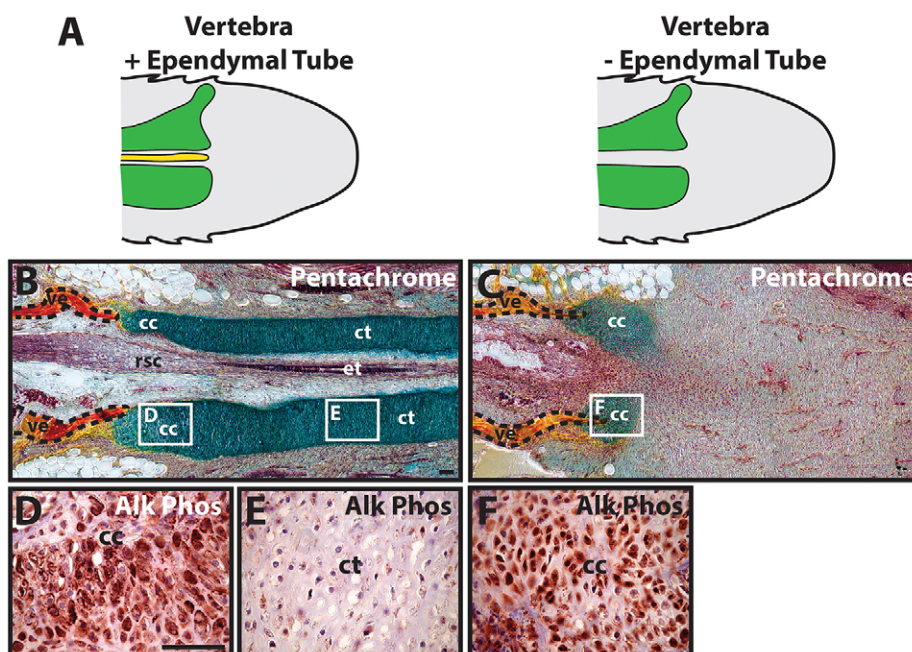 A
Vertebra
+ Ependymal Tube
Vertebra
- Ependymal Tube
B
Pentachrome
ve
cc
ct
rsc
et
D
cc
E
ct
ve
C
Pentachrome
ve
cc
F
cc
ve
D
Alk Phos
cc
E
Alk Phos
ct
F
Alk Phos
cc